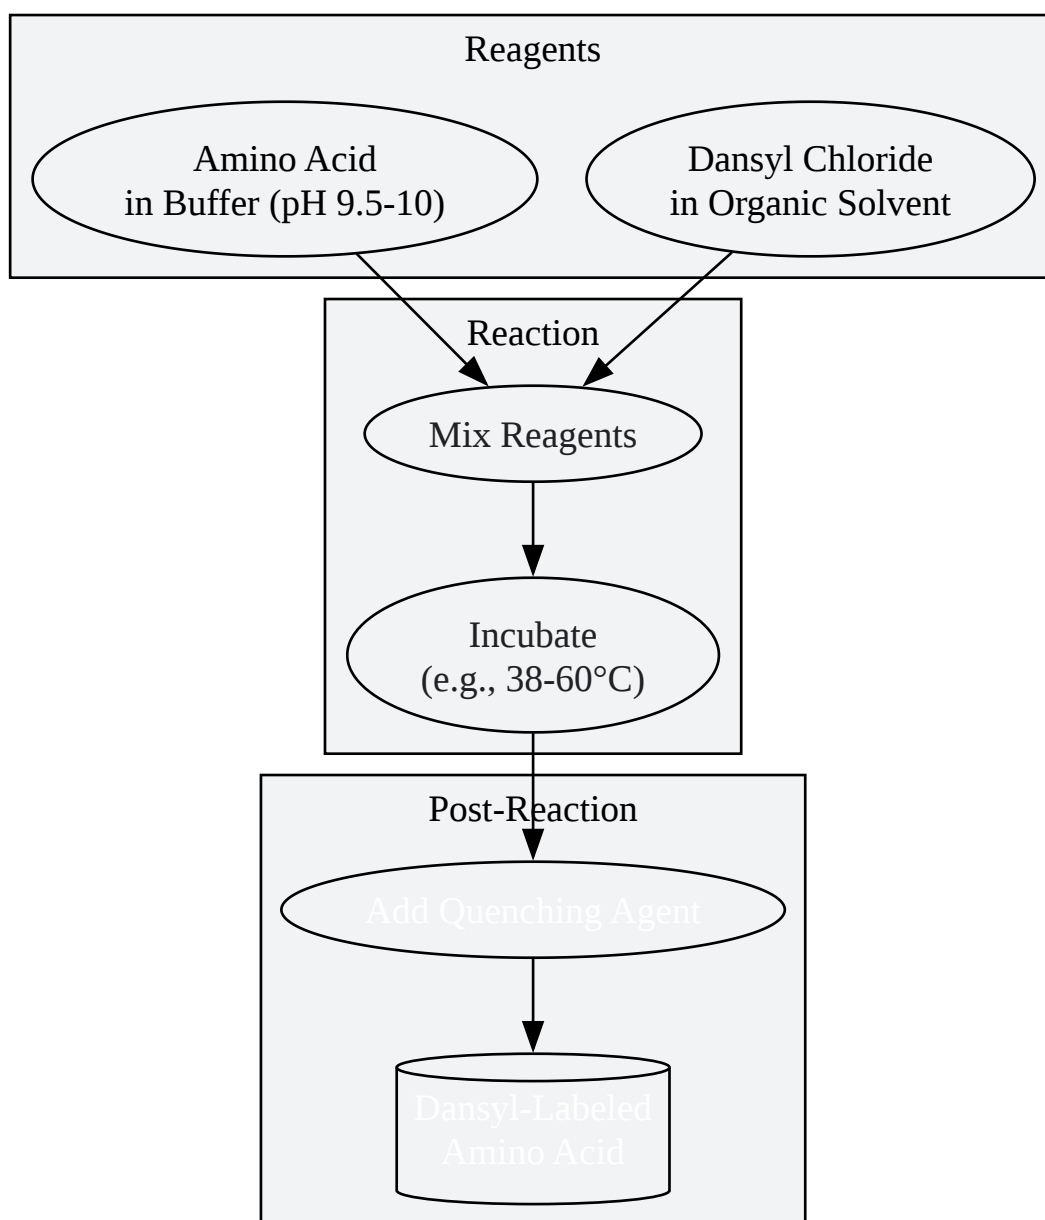 Reagents
Amino Acid
in Buffer (pH 9.5-10)
Dansyl Chloride
in Organic Solvent
Reaction
Mix Reagents
Incubate
(e.g., 38-60°C)
Post-Reaction
Add Quenching Agent
Dansyl-Labeled
Amino Acid